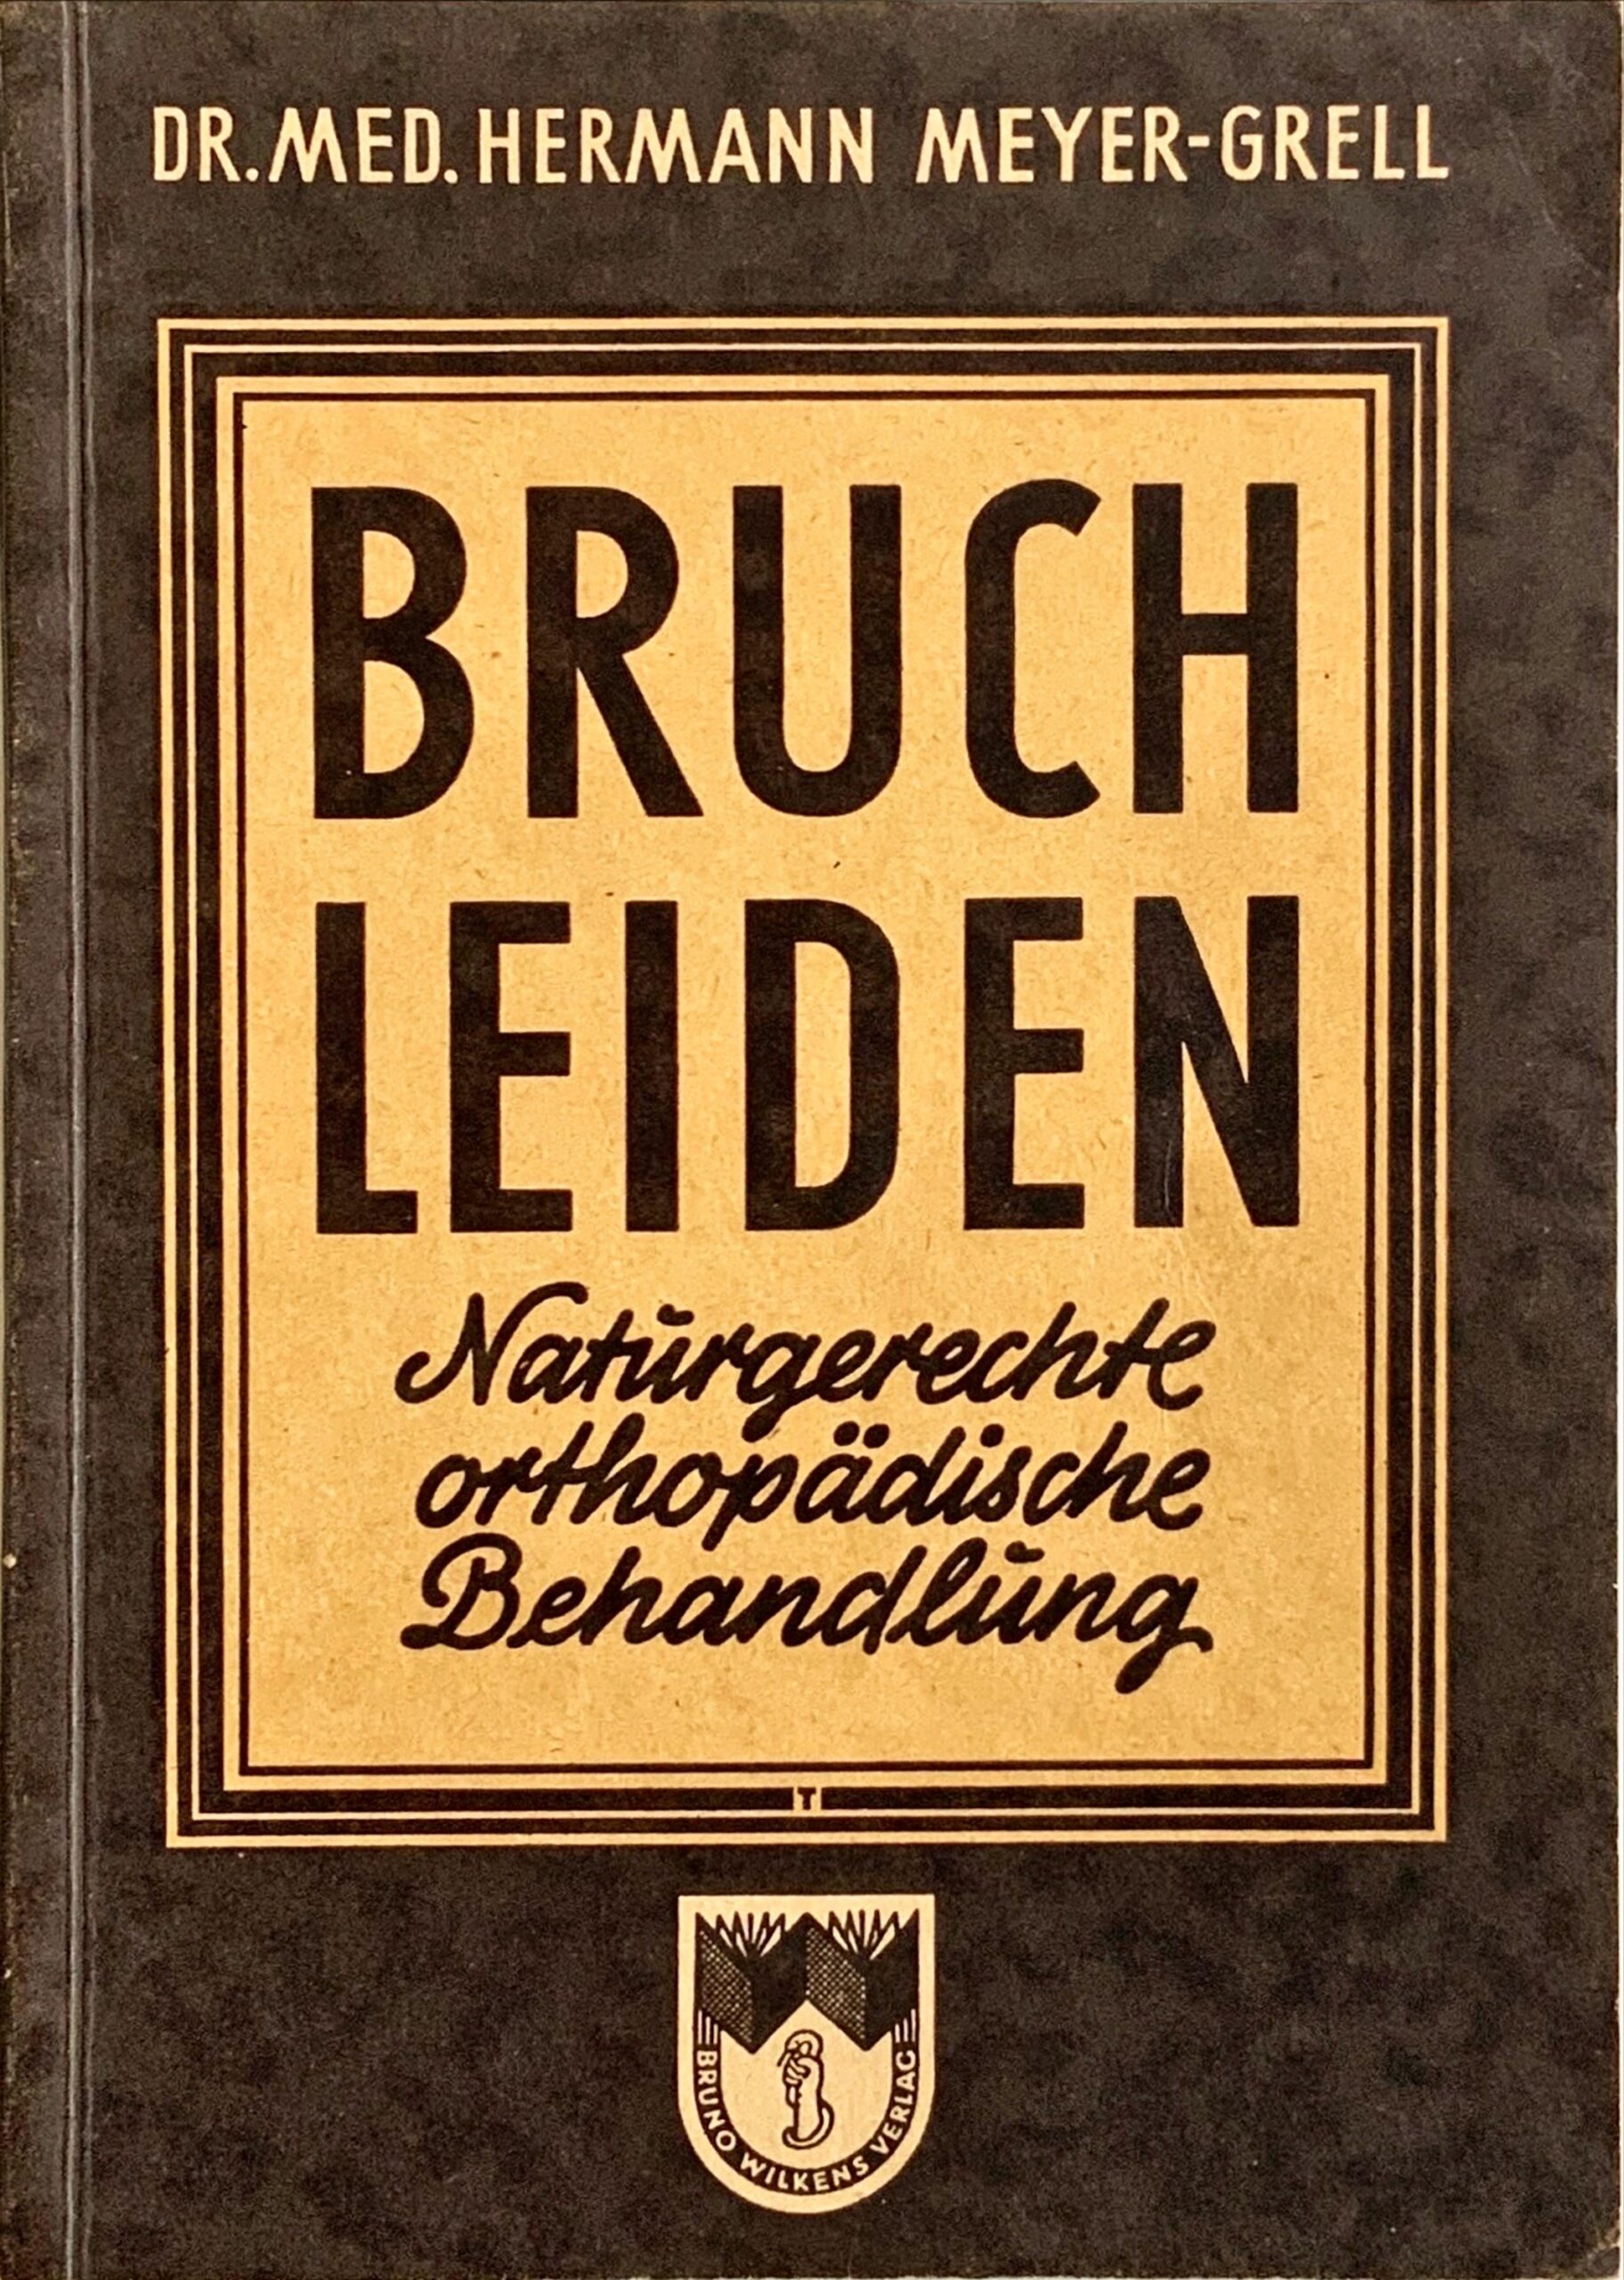 DR. MED. HERMANN MEYER-GRELL
BRUCH
LEIDEN
Naturgerechte
orthopädische
Behandlung
T
BRUNO WILKENS VERLAG